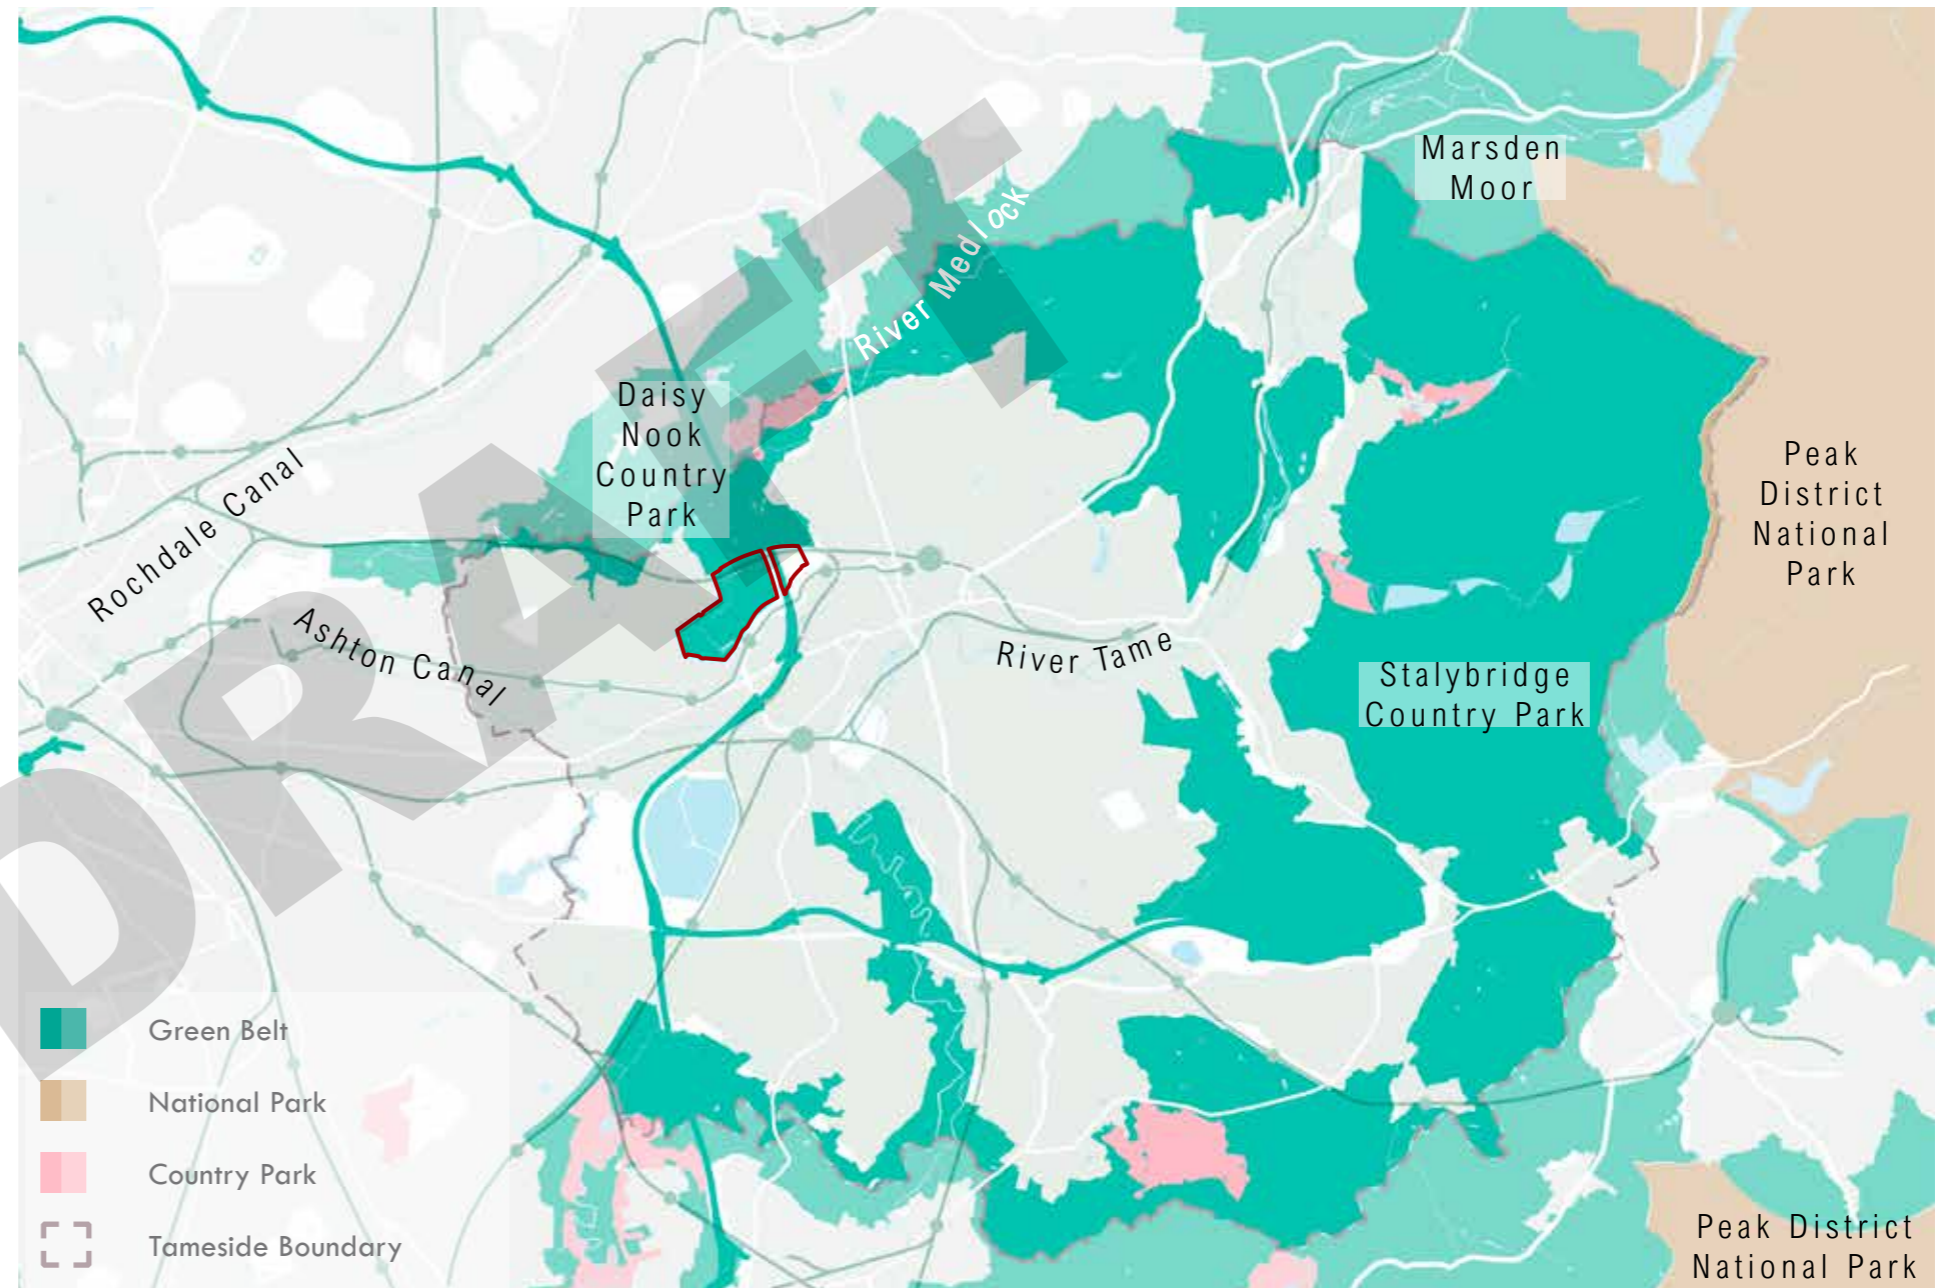 Marsden
Moor
River Medlock
Daisy
Nook
Country
Park
Peak
District
National
Park
Rochdale Canal
Ashton Canal
River Tame
Stalybridge
Country Park
DRAFT
Green Belt
National Park
Country Park
Tameside Boundary
Peak District
National Park